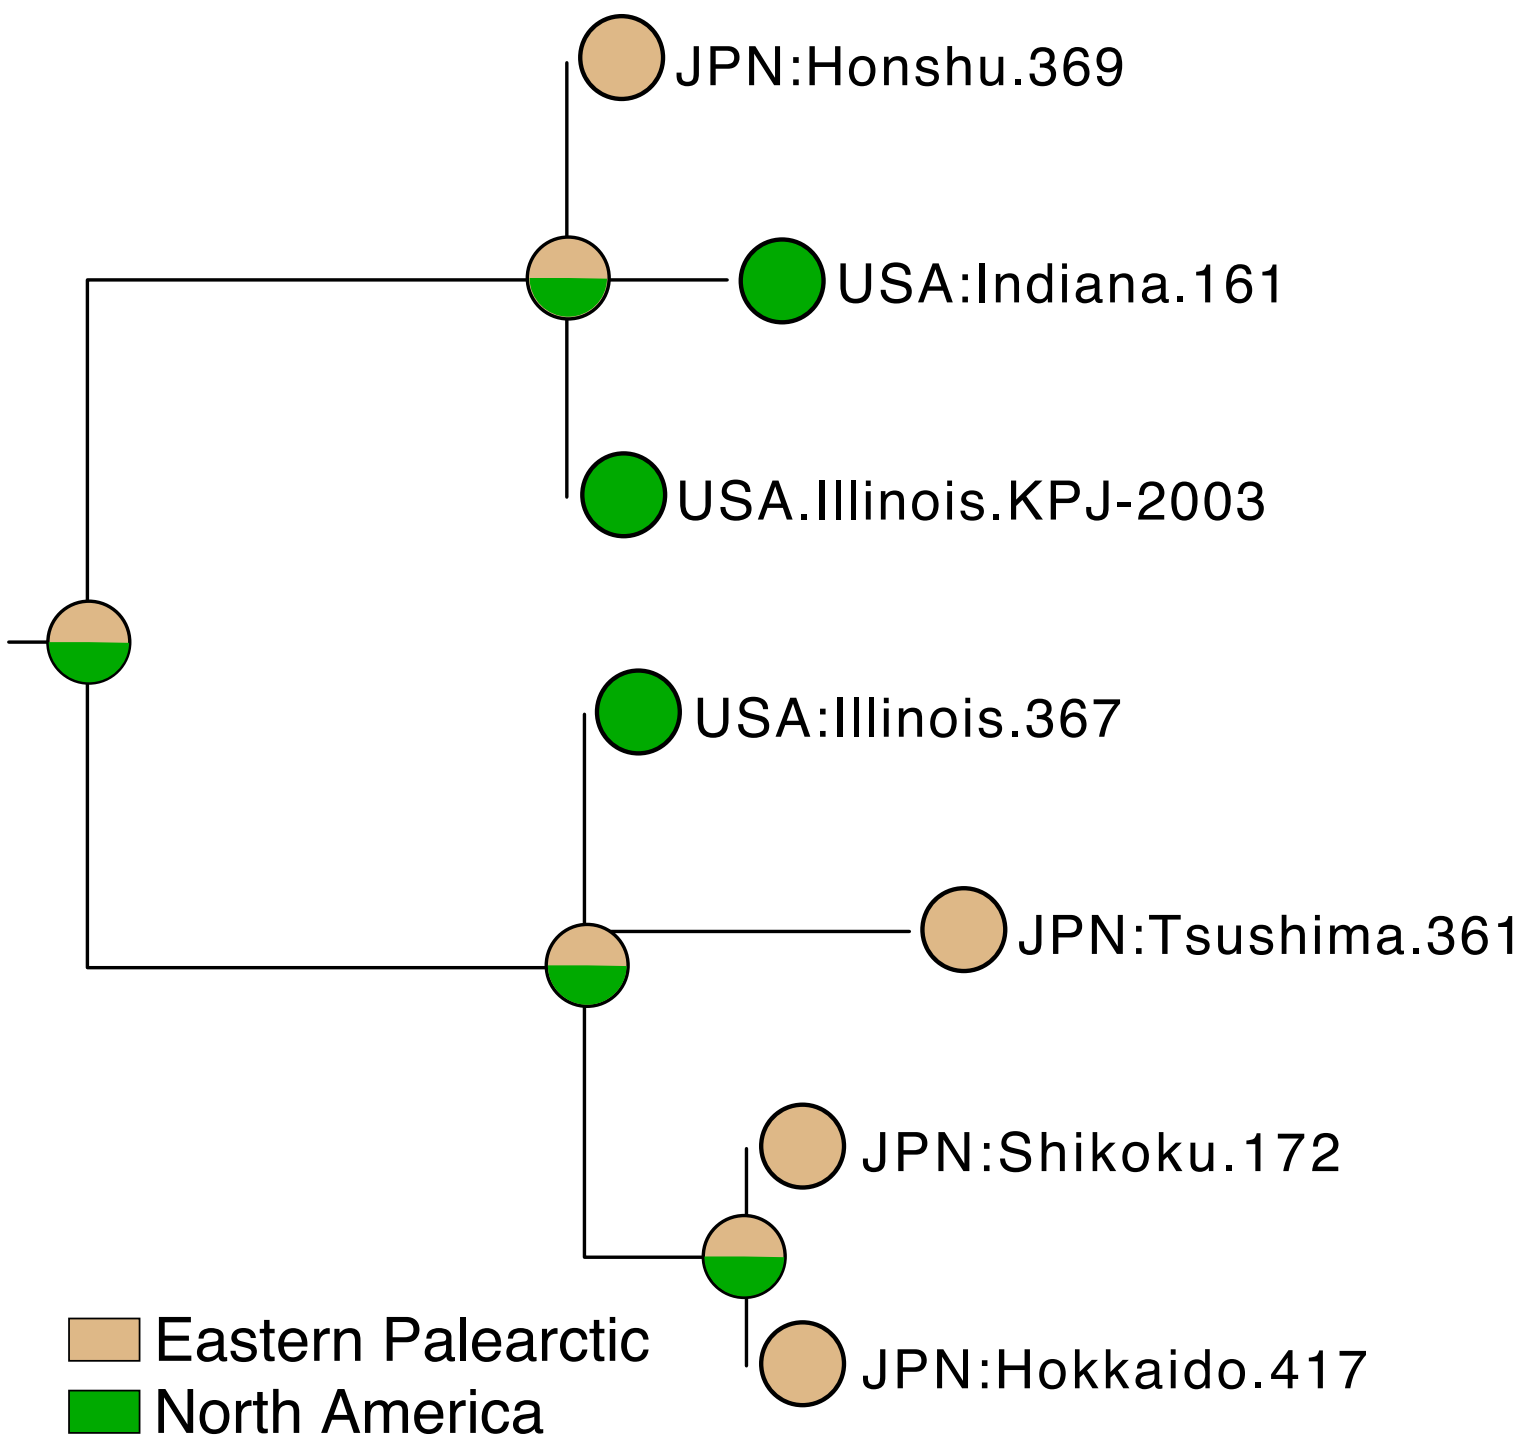 JPN:Honshu.369
USA:Indiana.161
USA.Illinois.KPJ-2003
USA:Illinois.367
JPN:Tsushima.361
JPN:Shikoku.172
JPN:Hokkaido.417
Eastern Palearctic
North America